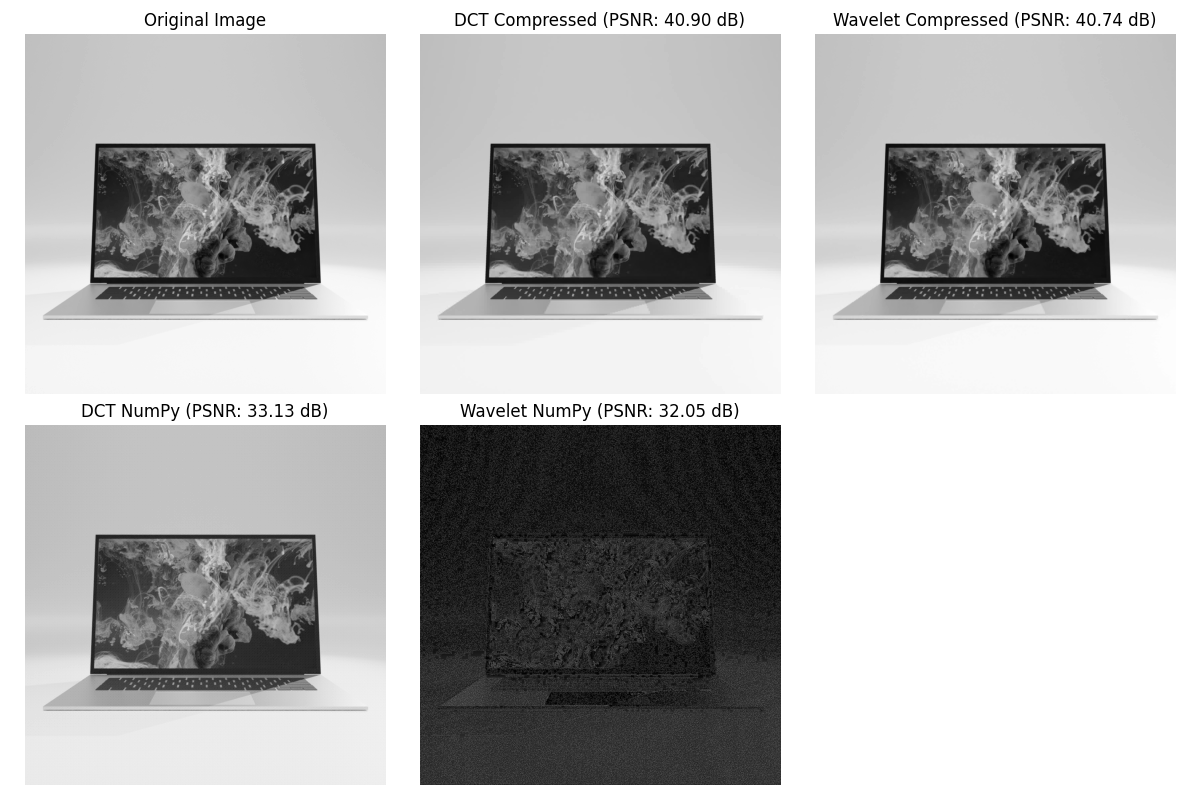 Original Image
DCT Compressed (PSNR: 40.90 dB)
Wavelet Compressed (PSNR: 40.74 dB)
DCT NumPy (PSNR: 33.13 dB)
Wavelet NumPy (PSNR: 32.05 dB)